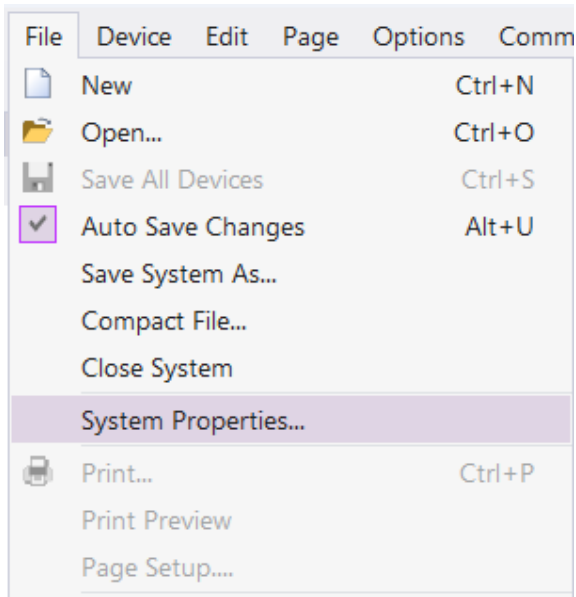 File Device Edit Page Options Comm
New Ctrl+N
Open... Ctrl+O
Save All Devices Ctrl+S
Auto Save Changes Alt+U
Save System As...
Compact File...
Close System
System Properties...
Print... Ctrl+P
Print Preview
Page Setup....